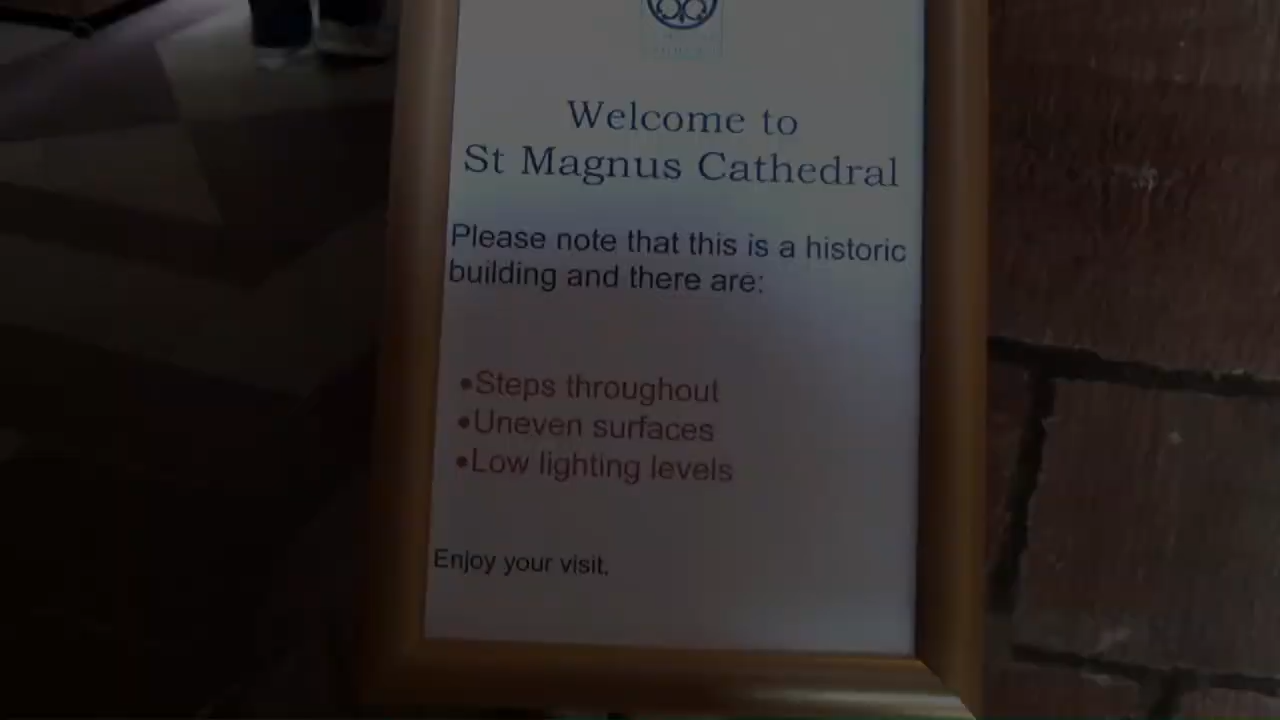 Welcome to
St Magnus Cathedral
Please note that this is a historic
building and there are:
•Steps throughout
•Uneven surfaces
•Low lighting levels
Enjoy your visit.